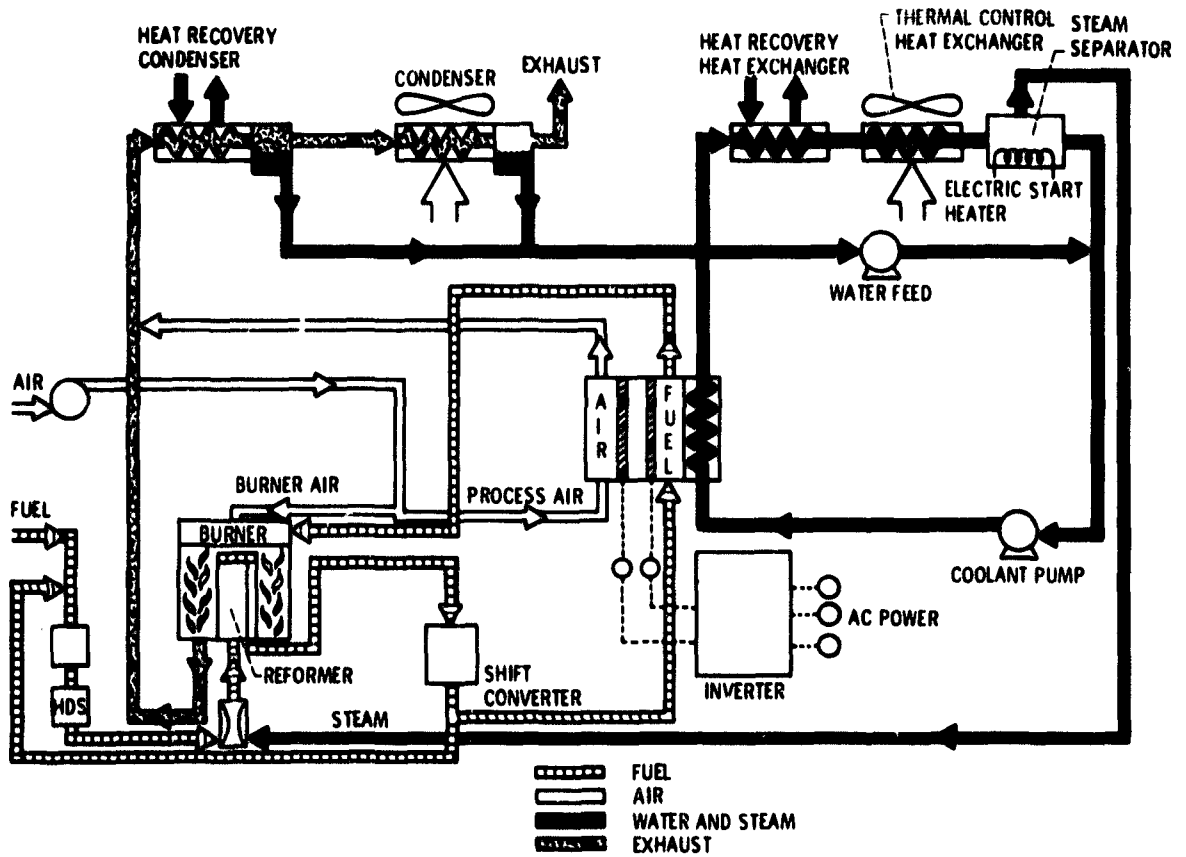 HEAT RECOVERY
CONDENSER
CONDENSER
EXHAUST
HEAT RECOVERY
HEAT EXCHANGER
THERMAL CONTROL
HEAT EXCHANGER
STEAM
SEPARATOR
ELECTRIC START
HEATER
WATER FEED
AIR
AIR
FUEL
BURNER AIR
PROCESS AIR
FUEL
BURNER
COOLANT PUMP
AC POWER
REFORMER
SHIFT
CONVERTER
INVERTER
HDS
STEAM
FUEL
AIR
WATER AND STEAM
EXHAUST